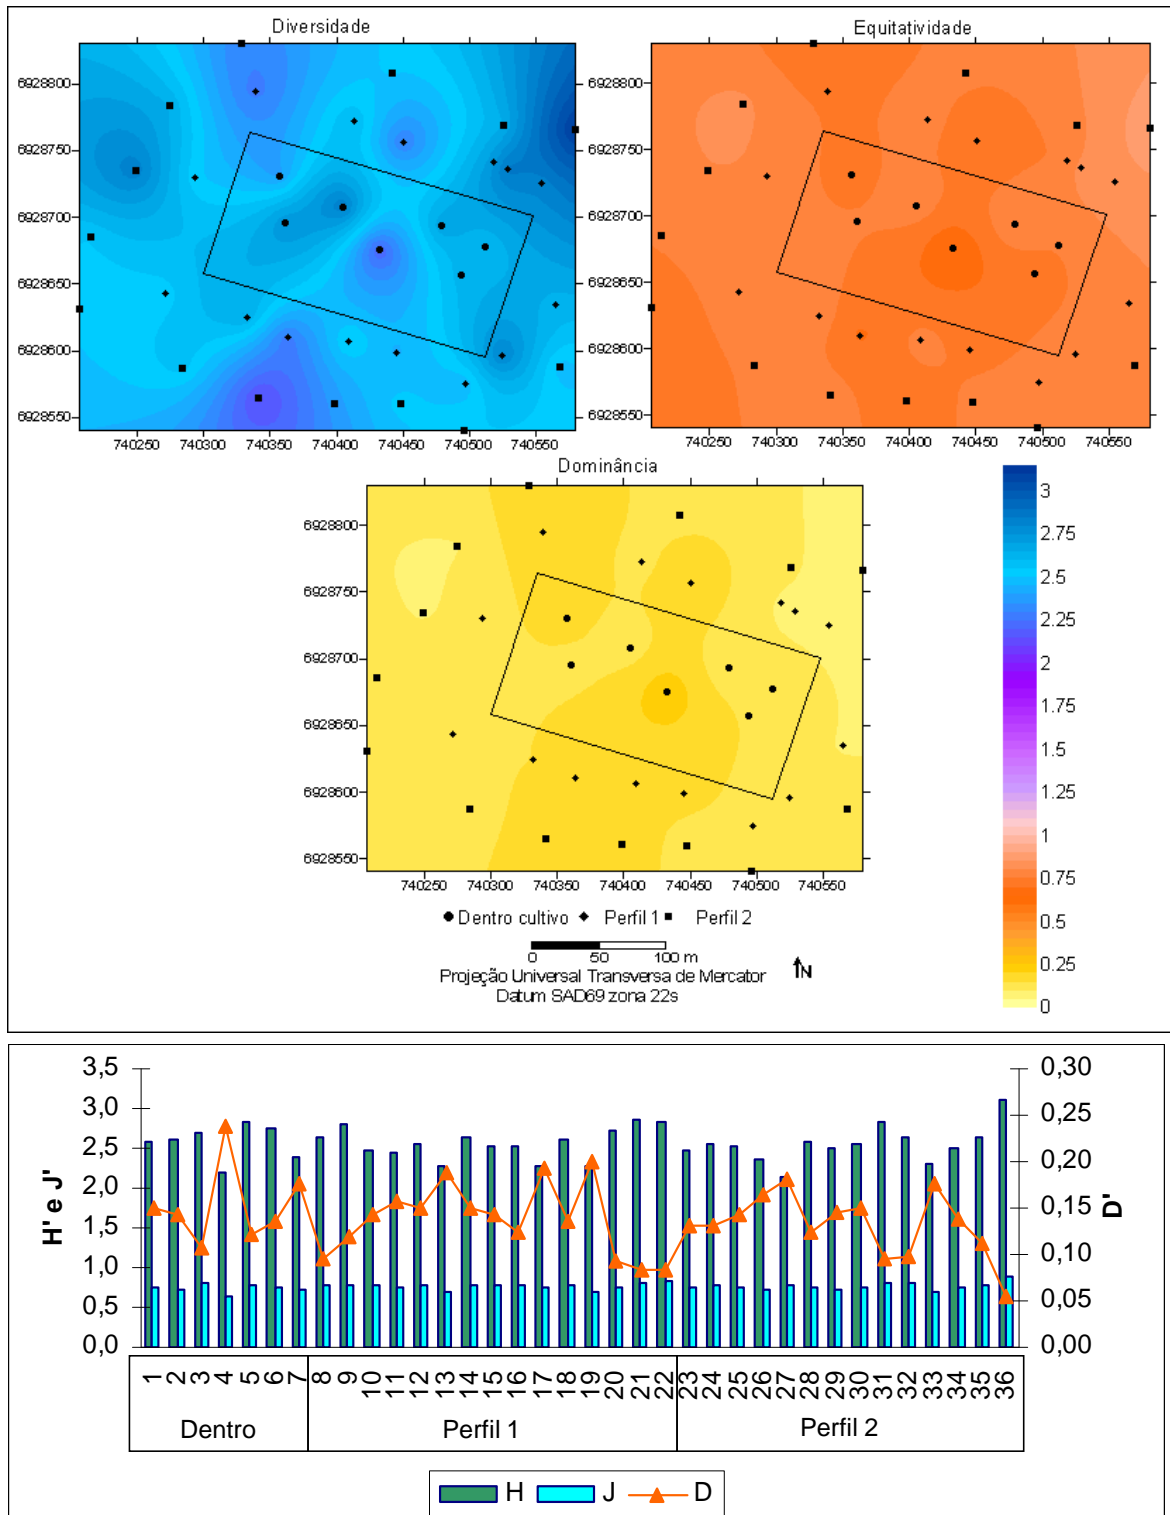 Diversidade
Equitatividade
6928800
6928750
6928700
6928650
6928600
6928550
740250 740300 740350 740400 740450 740500 740550
6928800
6928750
6928700
6928650
6928600
6928550
740250 740300 740350 740400 740450 740500 740550
Dominância
6928800
6928750
6928700
6928650
6928600
6928550
740250 740300 740350 740400 740450 740500 740550
3
2.75
2.5
2.25
2
1.75
1.5
1.25
1
0.75
0.5
0.25
0
Dentro cultivo Perfil 1 Perfil 2
0 50 100 m
N
Projeção Universal Transversa de Mercator
Datum SAD69 zona 22s
3,5
3,0
2,5
2,0
1,5
1,0
0,5
0,0
H' e J'
0,30
0,25
0,20
0,15
0,10
0,05
0,00
D'
1 2 3 4 5 6 7 8 9 10 11 12 13 14 15 16 17 18 19 20 21 22 23 24 25 26 27 28 29 30 31 32 33 34 35 36
Dentro Perfil 1 Perfil 2
H J D